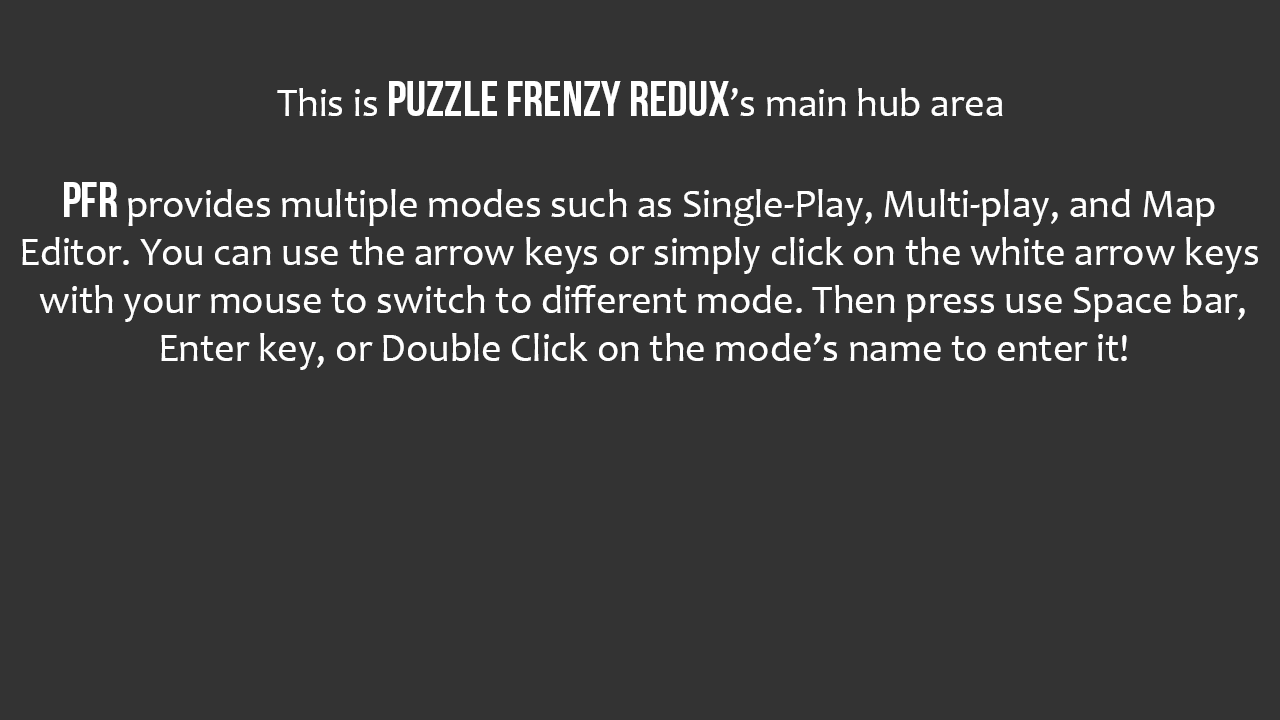 This is PUZZLE FRENZY REDUX’s main hub area
PFR provides multiple modes such as Single-Play, Multi-play, and Map
Editor. You can use the arrow keys or simply click on the white arrow keys
with your mouse to switch to different mode. Then press use Space bar,
Enter key, or Double Click on the mode’s name to enter it!